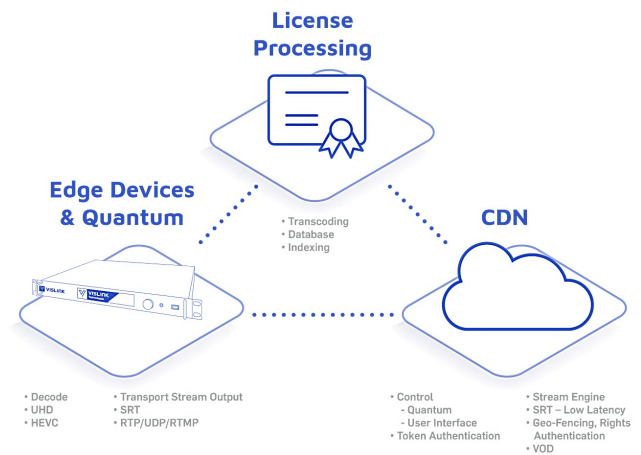 License
Processing
• Transcoding
• Database
• Indexing
Edge Devices
& Quantum
VISLINK
VISLINK
• Decode
• UHD
• HEVC
• Transport Stream Output
• SRT
• RTP/UDP/RTMP
CDN
• Control
- Quantum
- User Interface
• Token Authentication
• Stream Engine
• SRT – Low Latency
• Geo-Fencing, Rights
Authentication
• VOD